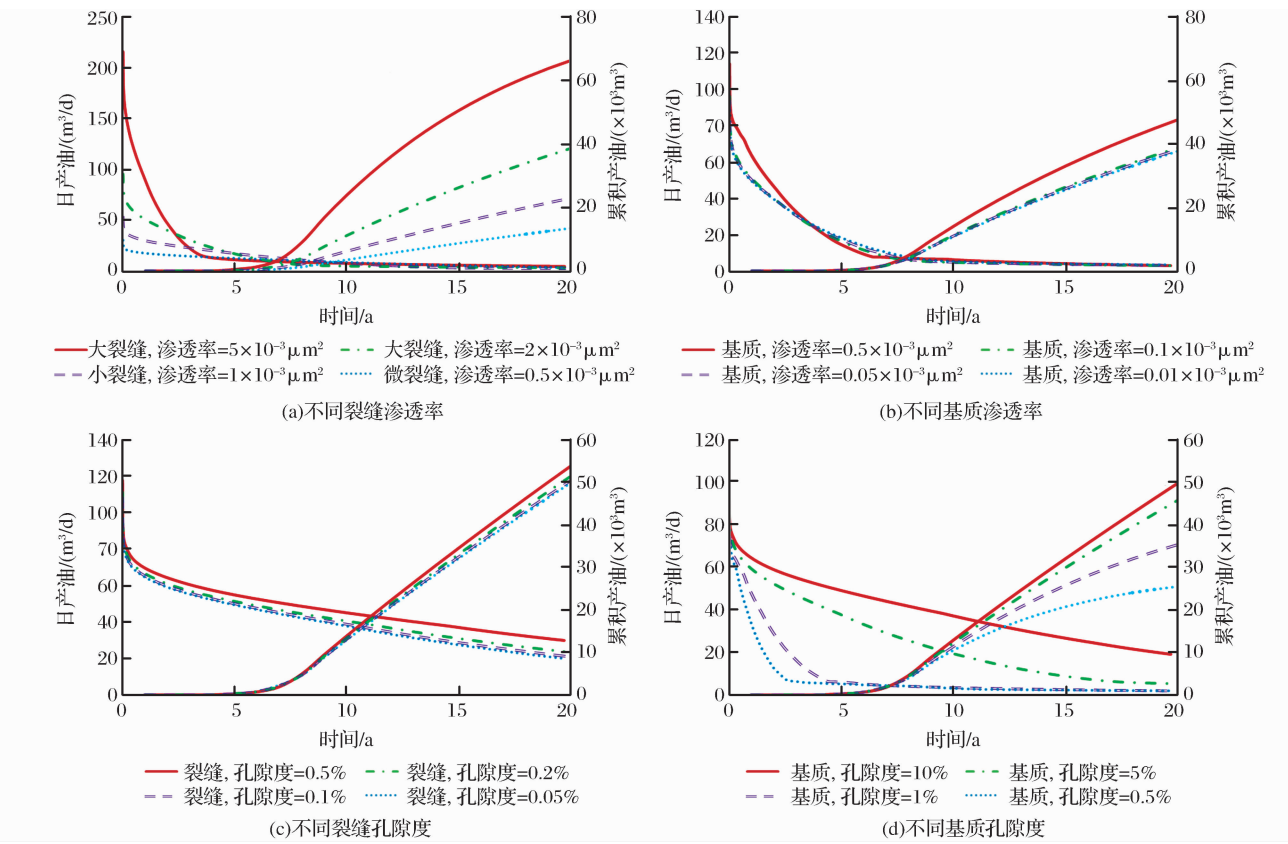 250
200
150
100
50
0
日产油/(m³/d)
80
60
40
20
0
累积产油/(×10³m³)
0 5 10 15 20
时间/a
大裂缝, 渗透率=5×10⁻³μm² 大裂缝, 渗透率=2×10⁻³μm²
小裂缝, 渗透率=1×10⁻³μm² 微裂缝, 渗透率=0.5×10⁻³μm²
(a)不同裂缝渗透率
140
120
100
70
60
40
20
0
日产油/(m³/d)
80
60
40
20
0
累积产油/(×10³m³)
0 5 10 15 20
时间/a
基质, 渗透率=0.5×10⁻³μm² 基质, 渗透率=0.1×10⁻³μm²
基质, 渗透率=0.05×10⁻³μm² 基质, 渗透率=0.01×10⁻³μm²
(b)不同基质渗透率
140
120
100
70
60
40
20
0
日产油/(m³/d)
60
50
40
30
20
10
0
累积产油/(×10³m³)
0 5 10 15 20
时间/a
裂缝, 孔隙度=0.5% 裂缝, 孔隙度=0.2%
裂缝, 孔隙度=0.1% 裂缝, 孔隙度=0.05%
(c)不同裂缝孔隙度
120
100
80
60
40
20
0
日产油/(m³/d)
60
50
40
30
20
10
0
累积产油/(×10³m³)
0 5 10 15 20
时间/a
基质, 孔隙度=10% 基质, 孔隙度=5%
基质, 孔隙度=1% 基质, 孔隙度=0.5%
(d)不同基质孔隙度